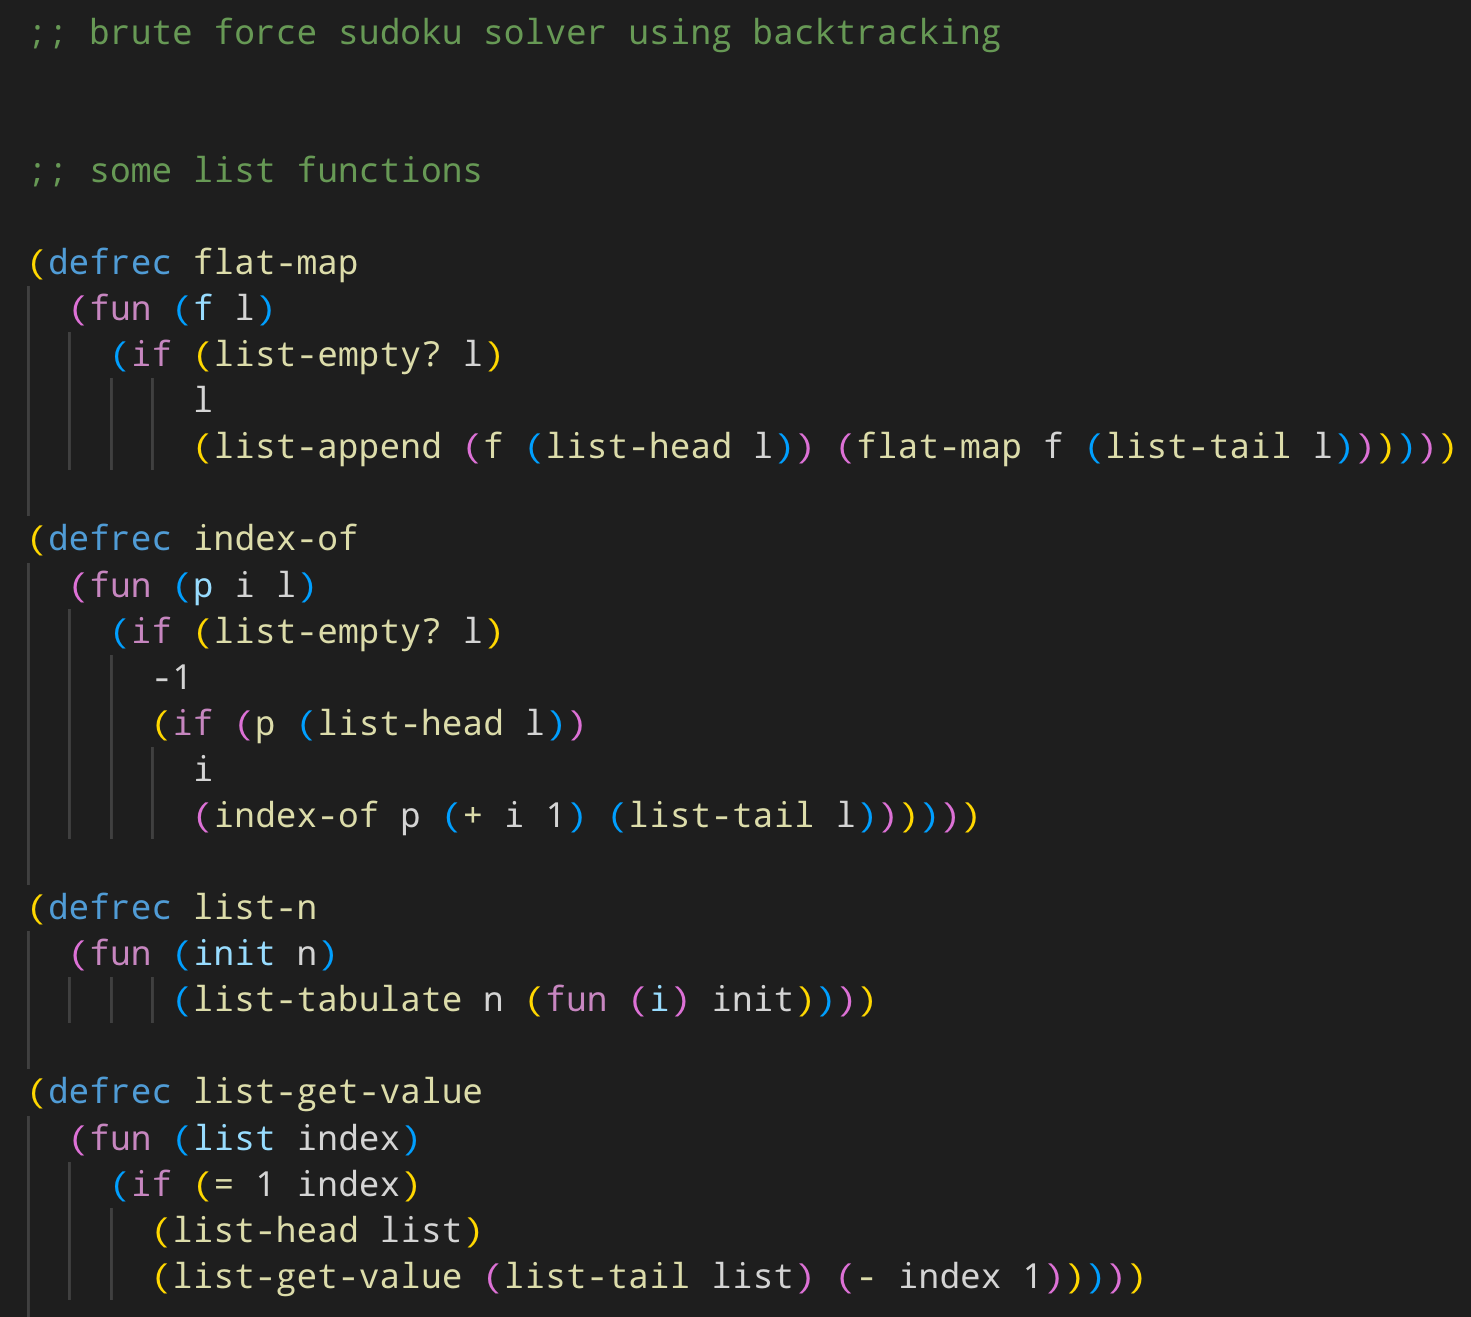 ;; brute force sudoku solver using backtracking
;; some list functions
(defrec flat-map
  (fun (f l)
    (if (list-empty? l)
        l
        (list-append (f (list-head l)) (flat-map f (list-tail l))))))
(defrec index-of
  (fun (p i l)
    (if (list-empty? l)
      -1
      (if (p (list-head l))
        i
        (index-of p (+ i 1) (list-tail l))))))
(defrec list-n
  (fun (init n)
       (list-tabulate n (fun (i) init))))
(defrec list-get-value
  (fun (list index)
    (if (= 1 index)
      (list-head list)
      (list-get-value (list-tail list) (- index 1)))))